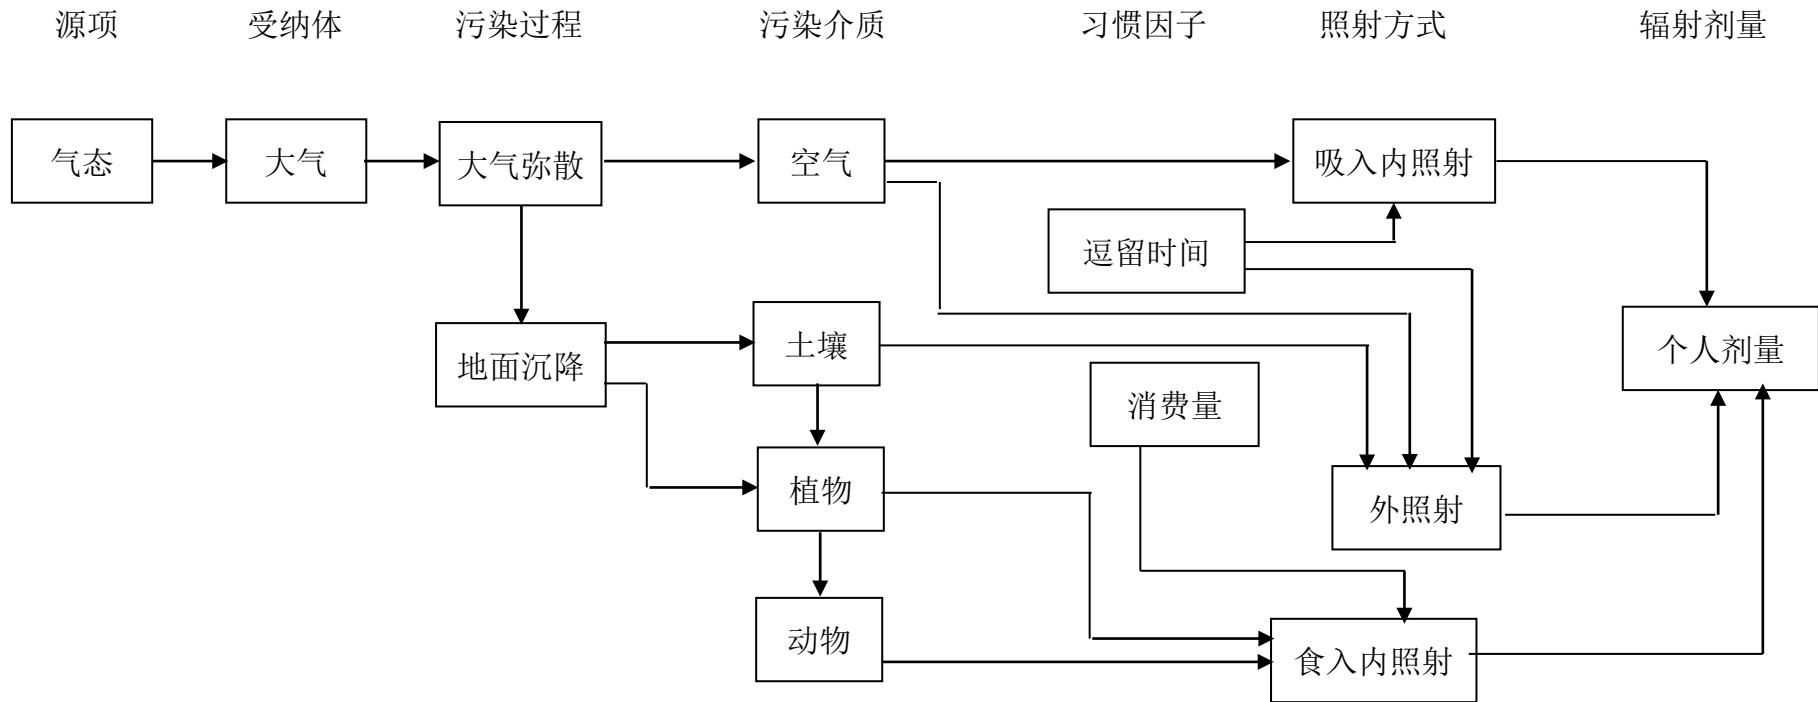 源项 受纳体 污染过程 污染介质 习惯因子 照射方式 辐射剂量
气态 大气 大气弥散 空气 吸入内照射
逗留时间
地面沉降 土壤 个人剂量
消费量
植物 外照射
动物 食入内照射